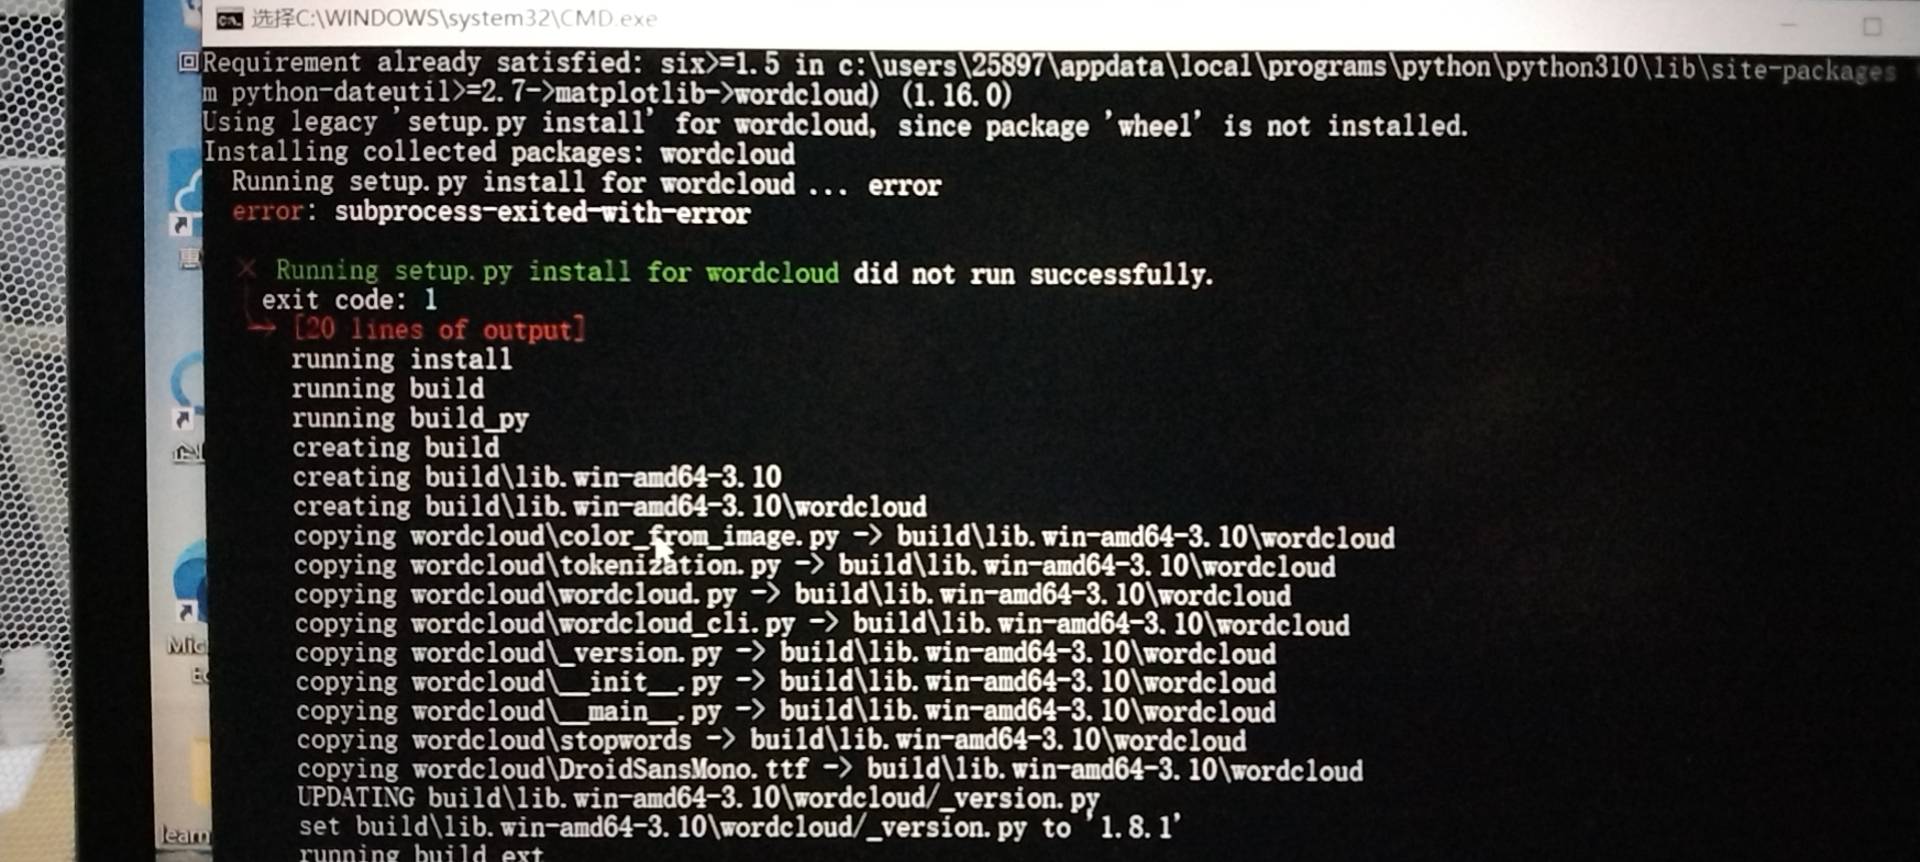 选择C:\WINDOWS\system32\CMD.exe
Requirement already satisfied: six>=1.5 in c:\users\25897\appdata\local\programs\python\python310\lib\site-packages
m python-dateutil>=2.7->matplotlib->wordcloud) (1.16.0)
Using legacy 'setup.py install' for wordcloud, since package 'wheel' is not installed.
Installing collected packages: wordcloud
Running setup.py install for wordcloud ... error
error: subprocess-exited-with-error
× Running setup.py install for wordcloud did not run successfully.
exit code: 1
[20 lines of output]
running install
running build
running build_py
creating build
creating build\lib.win-amd64-3.10
creating build\lib.win-amd64-3.10\wordcloud
copying wordcloud\color_from_image.py -> build\lib.win-amd64-3.10\wordcloud
copying wordcloud\tokenization.py -> build\lib.win-amd64-3.10\wordcloud
copying wordcloud\wordcloud.py -> build\lib.win-amd64-3.10\wordcloud
copying wordcloud\wordcloud_cli.py -> build\lib.win-amd64-3.10\wordcloud
copying wordcloud\_version.py -> build\lib.win-amd64-3.10\wordcloud
copying wordcloud\__init__.py -> build\lib.win-amd64-3.10\wordcloud
copying wordcloud\__main__.py -> build\lib.win-amd64-3.10\wordcloud
copying wordcloud\stopwords -> build\lib.win-amd64-3.10\wordcloud
copying wordcloud\DroidSansMono.ttf -> build\lib.win-amd64-3.10\wordcloud
UPDATING build\lib.win-amd64-3.10\wordcloud/_version.py
set build\lib.win-amd64-3.10\wordcloud/_version.py to '1.8.1'
running build_ext
Mic
learn